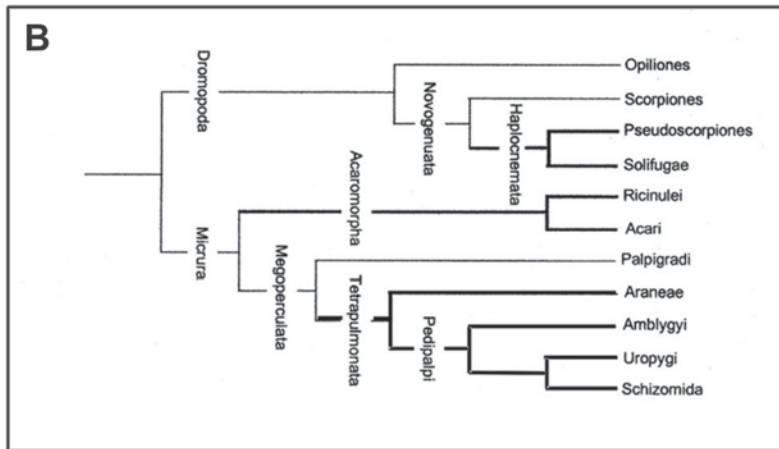 B
Dromopoda
Novogenuata
Haplocnemata
Acaromorpha
Micrura
Megoperculata
Tetrapulmonata
Pedipalpi
Opiliones
Scorpiones
Pseudoscorpiones
Solifugae
Ricinulei
Acari
Palpigradi
Araneae
Amblygyi
Uropygi
Schizomida